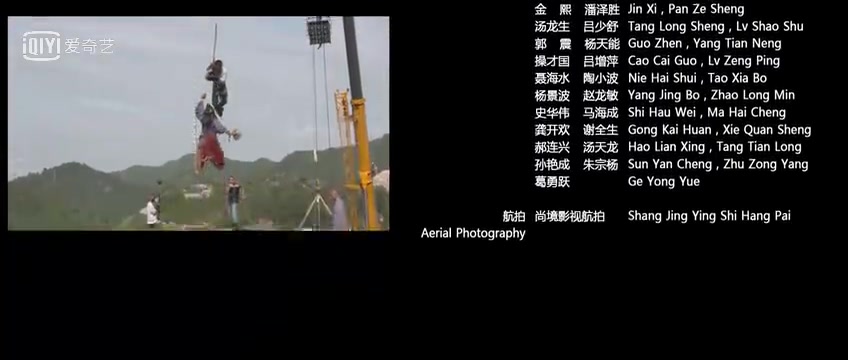 iQIYI 爱奇艺
金 熙 潘泽胜 Jin Xi , Pan Ze Sheng
汤龙生 吕少舒 Tang Long Sheng , Lv Shao Shu
郭 震 杨天能 Guo Zhen , Yang Tian Neng
操才国 吕增萍 Cao Cai Guo , Lv Zeng Ping
聂海水 陶小波 Nie Hai Shui , Tao Xia Bo
杨景波 赵龙敏 Yang Jing Bo , Zhao Long Min
史华伟 马海成 Shi Hau Wei , Ma Hai Cheng
龚开欢 谢全生 Gong Kai Huan , Xie Quan Sheng
郝连兴 汤天龙 Hao Lian Xing , Tang Tian Long
孙艳成 朱宗杨 Sun Yan Cheng , Zhu Zong Yang
葛勇跃 Ge Yong Yue
航拍 尚境影视航拍 Shang Jing Ying Shi Hang Pai
Aerial Photography